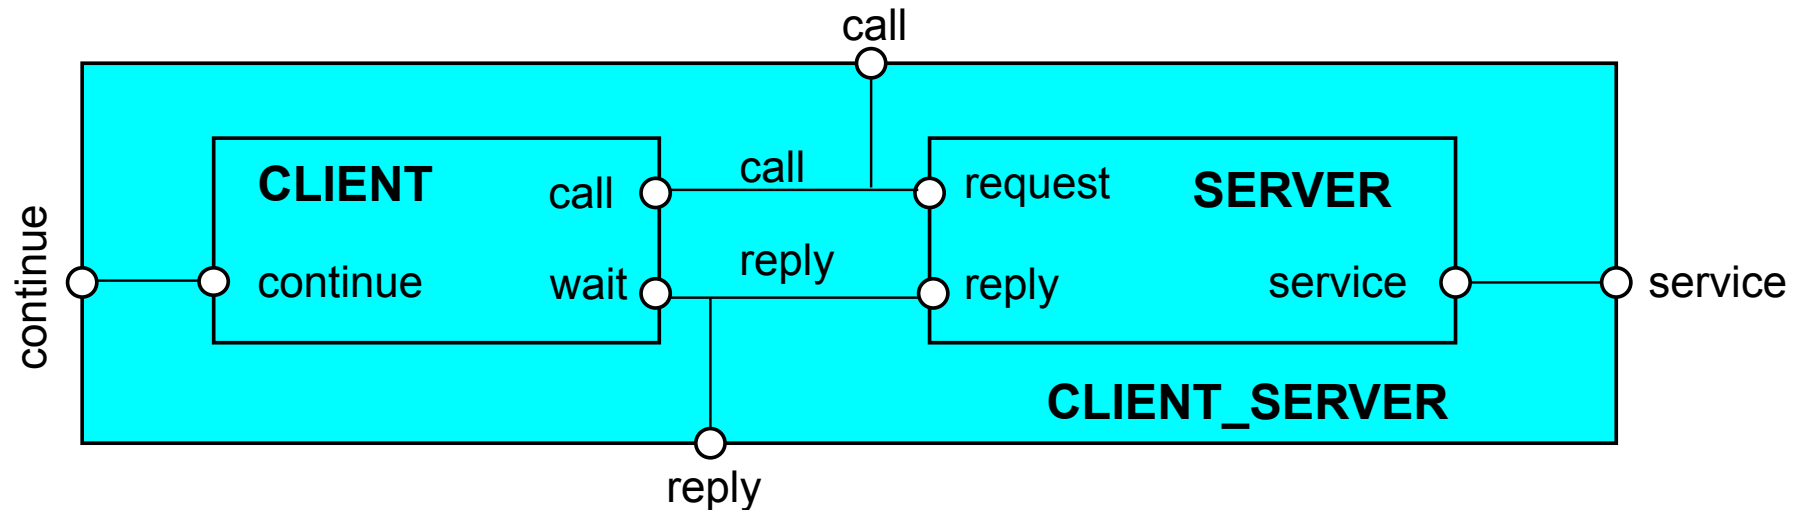 call
CLIENT
call
call
request
SERVER
continue
continue
wait
reply
reply
service
service
CLIENT_SERVER
reply